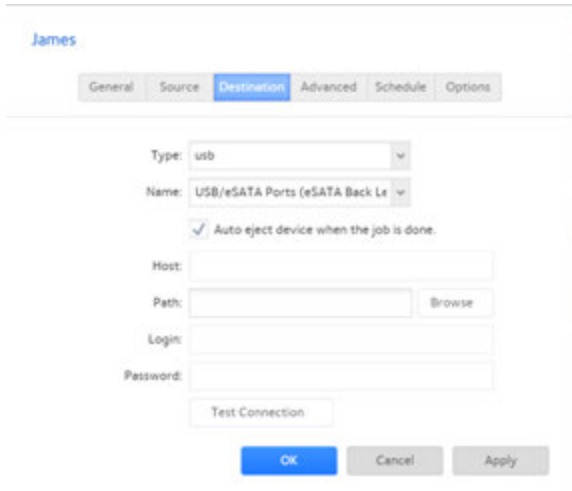 James
General Source Destination Advanced Schedule Options
Type: usb
Name: USB/eSATA Ports (eSATA Back Le
Auto eject device when the job is done.
Host:
Path: Browse
Login:
Password:
Test Connection
OK Cancel Apply